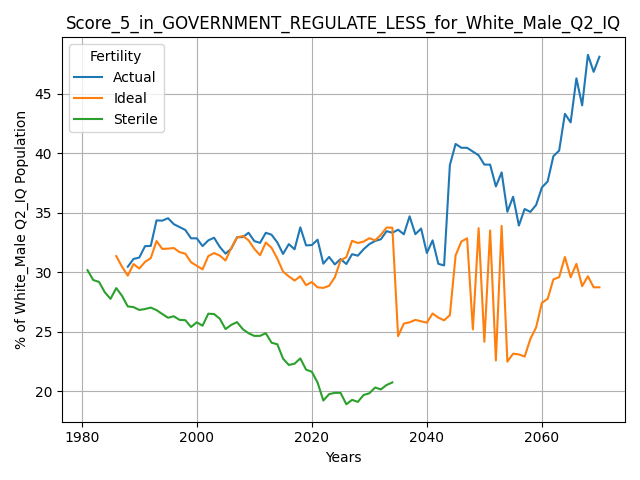 Score_5_in_GOVERNMENT_REGULATE_LESS_for_White_Male_Q2_IQ
Fertility
Actual
Ideal
Sterile
% of White_Male Q2_IQ Population
45
40
35
30
25
20
1980
2000
2020
2040
2060
Years